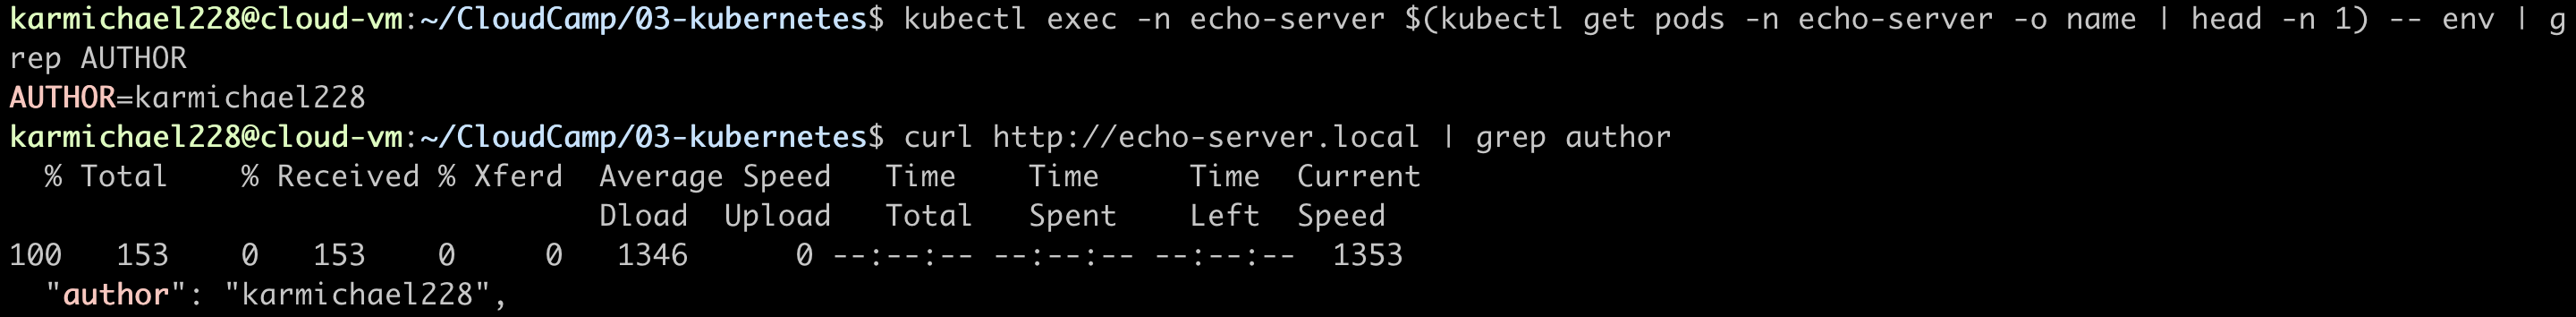 karmichael228@cloud-vm:~/CloudCamp/03-kubernetes$ kubectl exec -n echo-server $(kubectl get pods -n echo-server -o name | head -n 1) -- env | g
rep AUTHOR
AUTHOR=karmichael228
karmichael228@cloud-vm:~/CloudCamp/03-kubernetes$ curl http://echo-server.local | grep author
  % Total    % Received % Xferd  Average Speed   Time    Time     Time  Current
                                 Dload  Upload   Total   Spent    Left  Speed
100   153    0   153    0     0   1346      0 --:--:-- --:--:-- --:--:--  1353
  "author": "karmichael228",